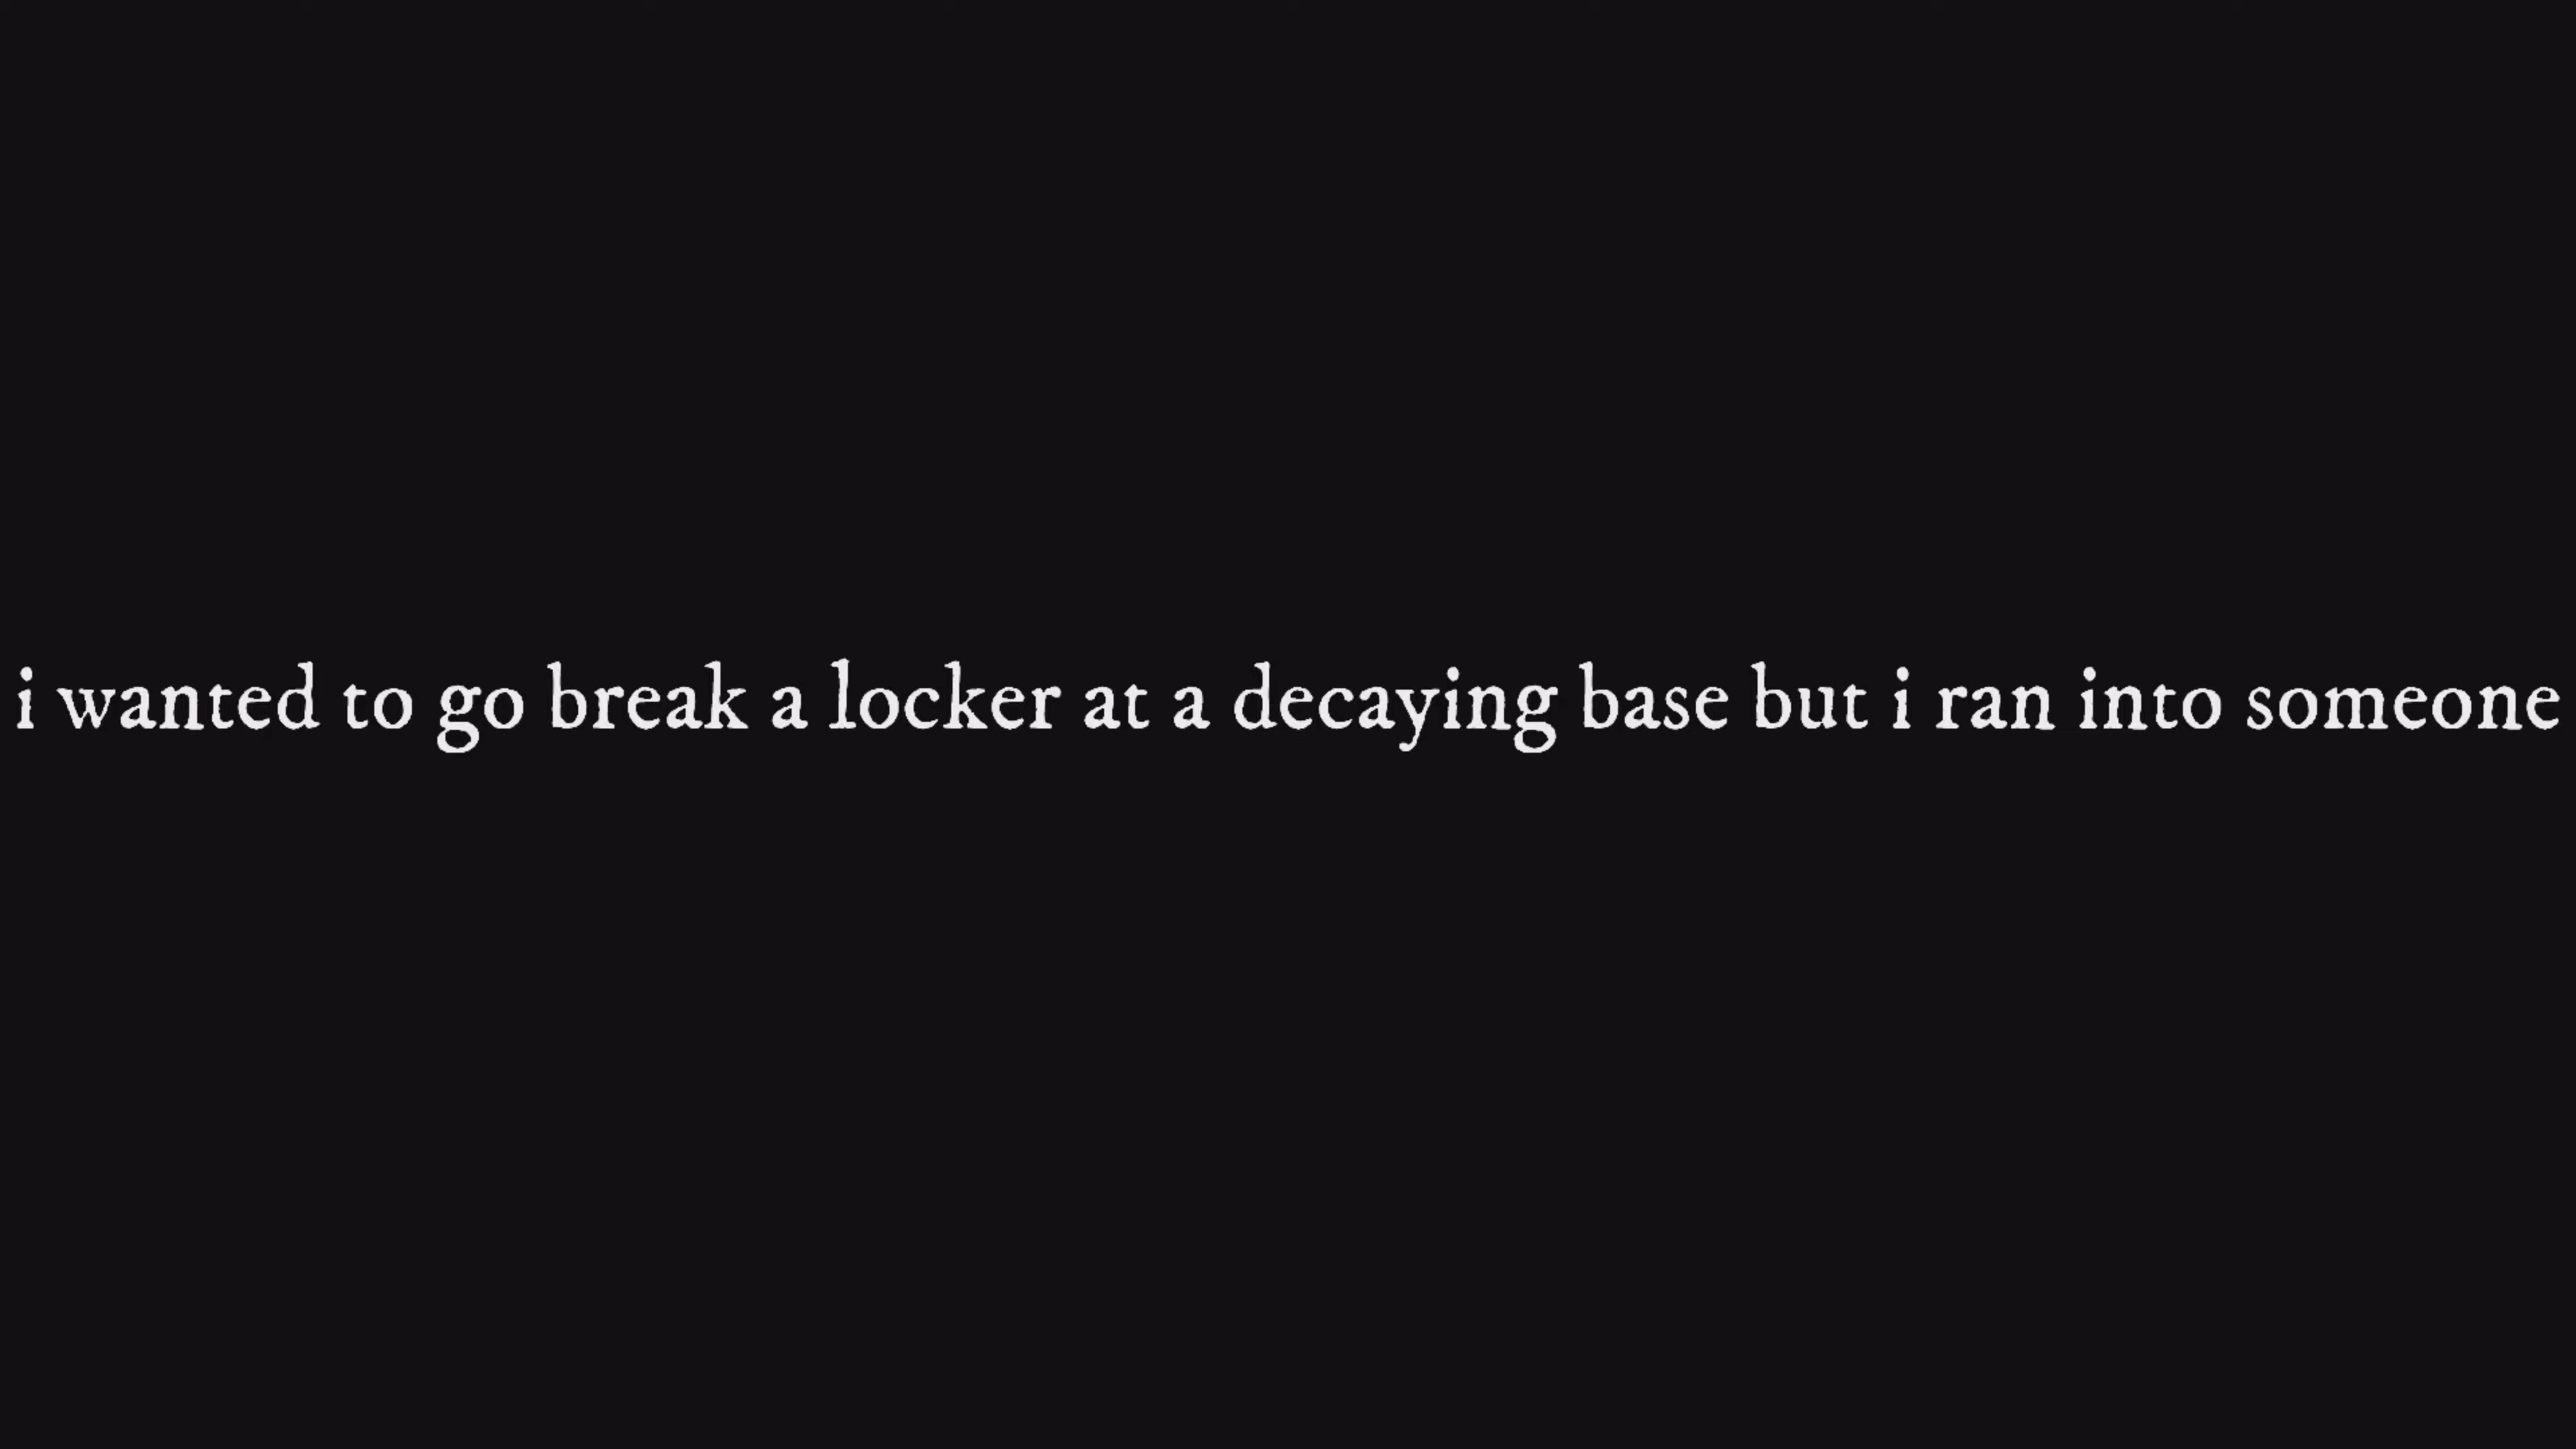 i wanted to go break a locker at a decaying base but i ran into someone